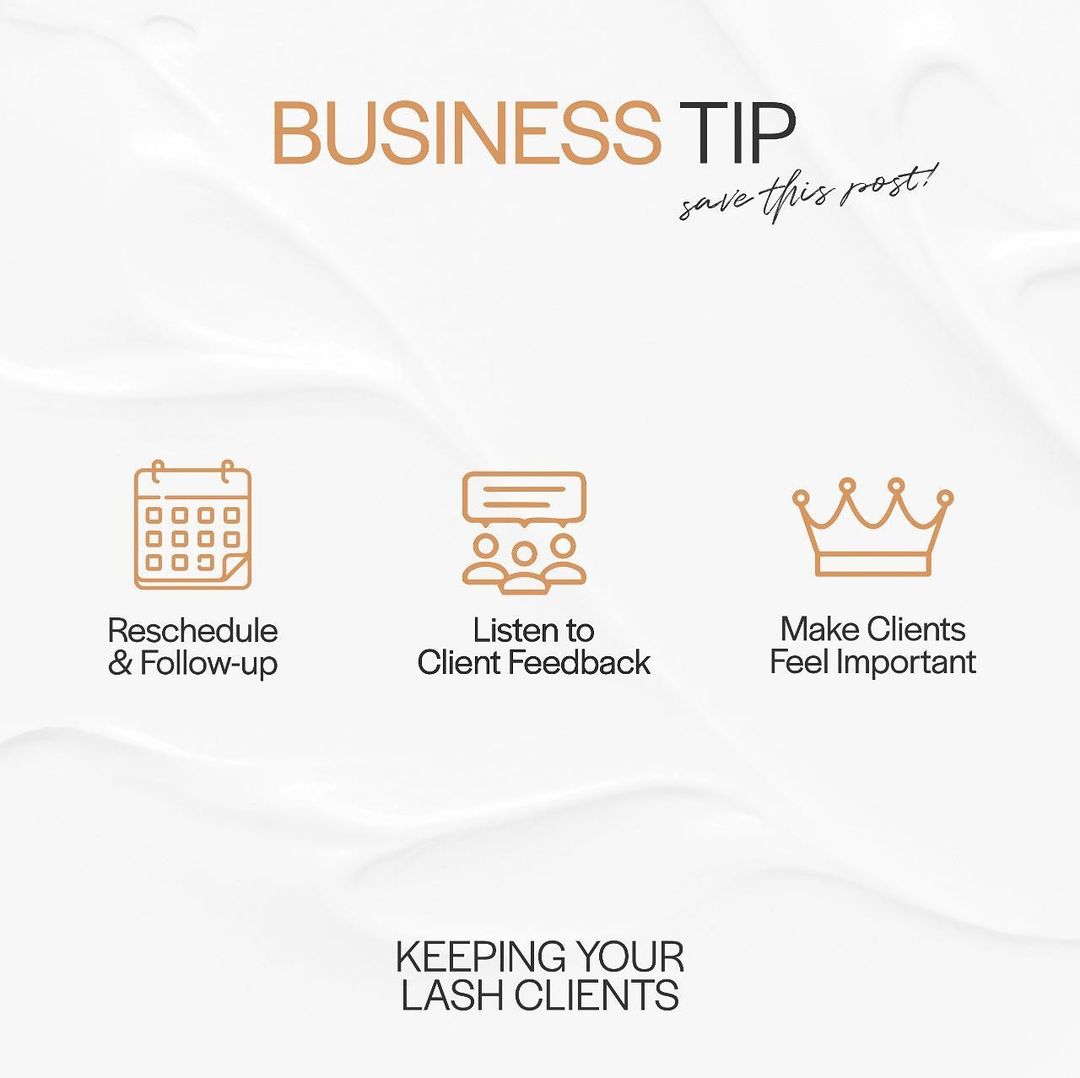 BUSINESS TIP
save this post!
Reschedule
& Follow-up
Listen to
Client Feedback
Make Clients
Feel Important
KEEPING YOUR
LASH CLIENTS